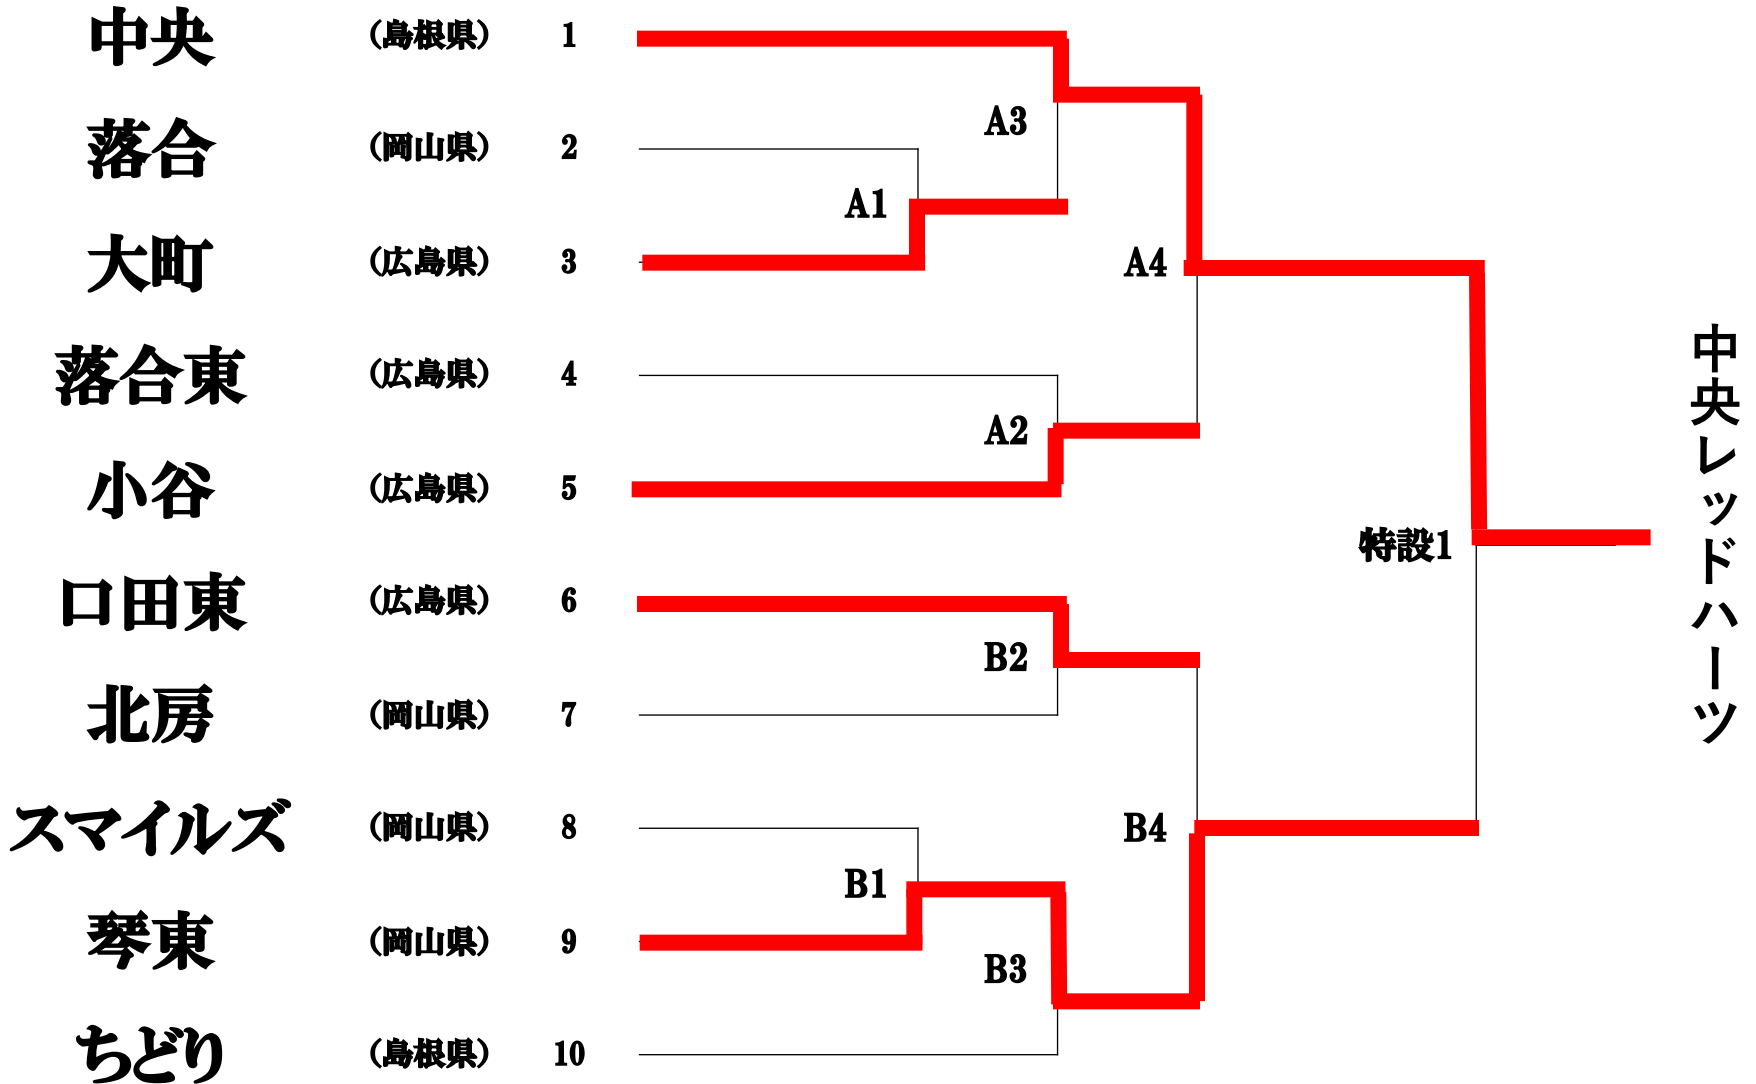 中央 （島根県） 1
A3
落合 （岡山県） 2
A1
大町 （広島県） 3
A4
落合東 （広島県） 4
A2
小谷 （広島県） 5
特設1
中央レッドハーツ
口田東 （広島県） 6
B2
北房 （岡山県） 7
スマイルズ （岡山県） 8
B4
B1
琴東 （岡山県） 9
B3
ちどり （島根県） 10